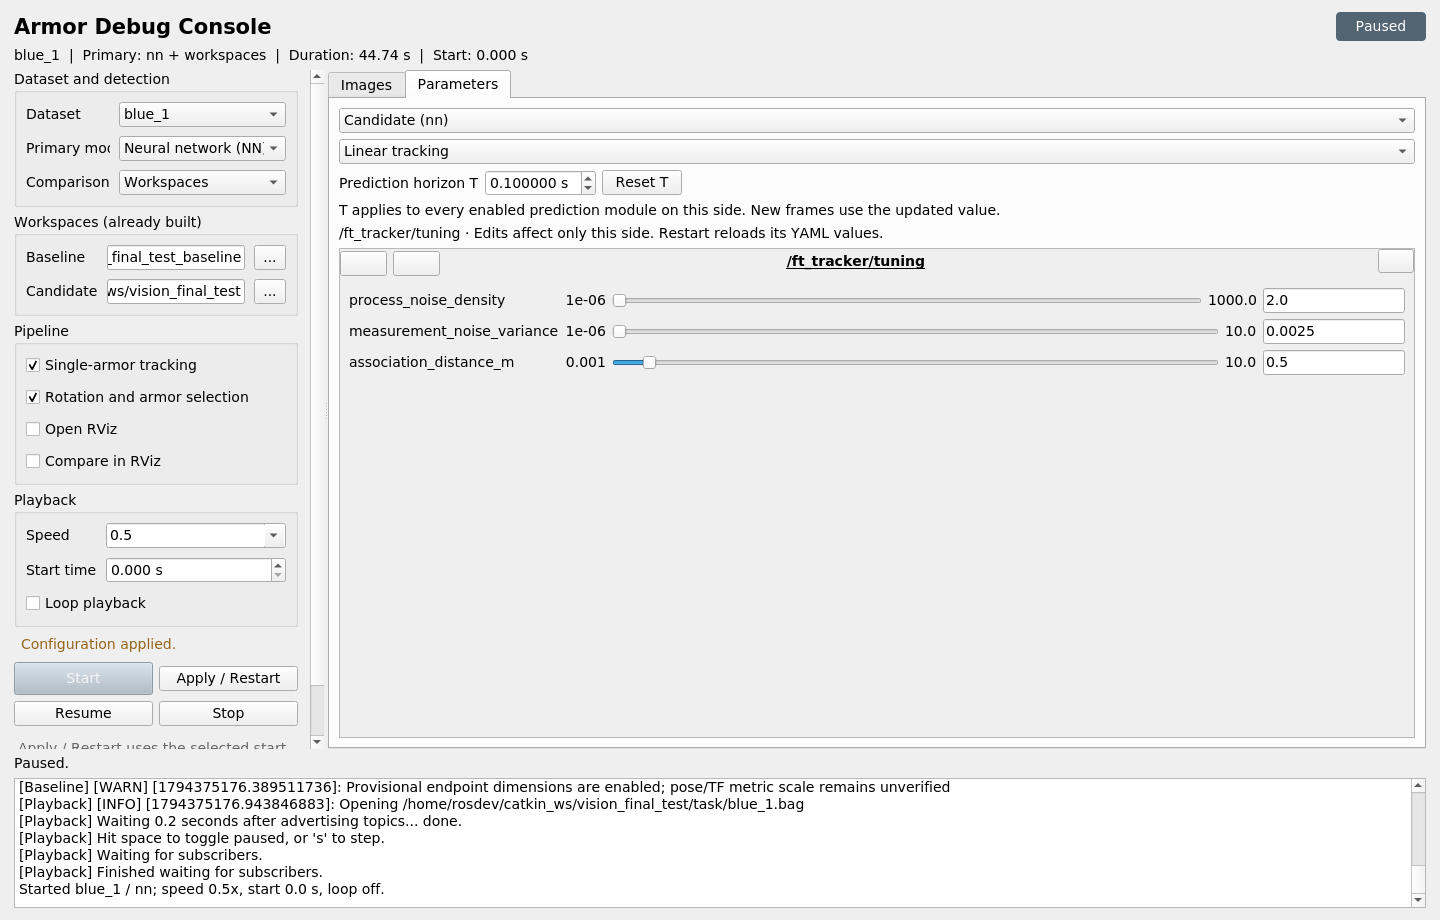 Armor Debug Console
Paused
blue_1 | Primary: nn + workspaces | Duration: 44.74 s | Start: 0.000 s
Dataset and detection
Dataset
blue_1
Primary mo
Neural network (NN)
Comparison
Workspaces
Workspaces (already built)
Baseline
_final_test_baseline
...
Candidate
ws/vision_final_test
...
Pipeline
Single-armor tracking
Rotation and armor selection
Open RViz
Compare in RViz
Playback
Speed
0.5
Start time
0.000 s
Loop playback
Configuration applied.
Start
Apply / Restart
Resume
Stop
Apply / Restart uses the selected start
Images
Parameters
Candidate (nn)
Linear tracking
Prediction horizon T
0.100000 s
Reset T
T applies to every enabled prediction module on this side. New frames use the updated value.
/ft_tracker/tuning · Edits affect only this side. Restart reloads its YAML values.
/ft_tracker/tuning
process_noise_density 1e-06 1000.0 2.0
measurement_noise_variance 1e-06 10.0 0.0025
association_distance_m 0.001 10.0 0.5
Paused.
[Baseline] [WARN] [1794375176.389511736]: Provisional endpoint dimensions are enabled; pose/TF metric scale remains unverified
[Playback] [INFO] [1794375176.943846883]: Opening /home/rosdev/catkin_ws/vision_final_test/task/blue_1.bag
[Playback] Waiting 0.2 seconds after advertising topics... done.
[Playback] Hit space to toggle paused, or 's' to step.
[Playback] Waiting for subscribers.
[Playback] Finished waiting for subscribers.
Started blue_1 / nn; speed 0.5x, start 0.0 s, loop off.